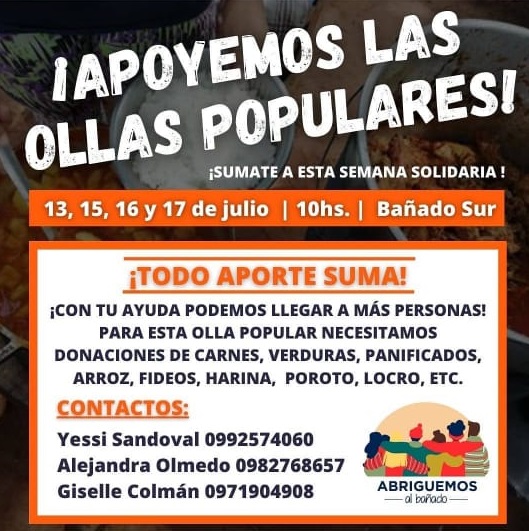 ¡APOYEMOS LAS
OLLAS POPULARES!
¡SUMATE A ESTA SEMANA SOLIDARIA !
13, 15, 16 y 17 de julio | 10hs. | Bañado Sur
¡TODO APORTE SUMA!
¡CON TU AYUDA PODEMOS LLEGAR A MÁS PERSONAS!
PARA ESTA OLLA POPULAR NECESITAMOS
DONACIONES DE CARNES, VERDURAS, PANIFICADOS,
ARROZ, FIDEOS, HARINA, POROTO, LOCRO, ETC.
CONTACTOS:
Yessi Sandoval 0992574060
Alejandra Olmedo 0982768657
Giselle Colmán 0971904908
ABRIGUEMOS
al bañado